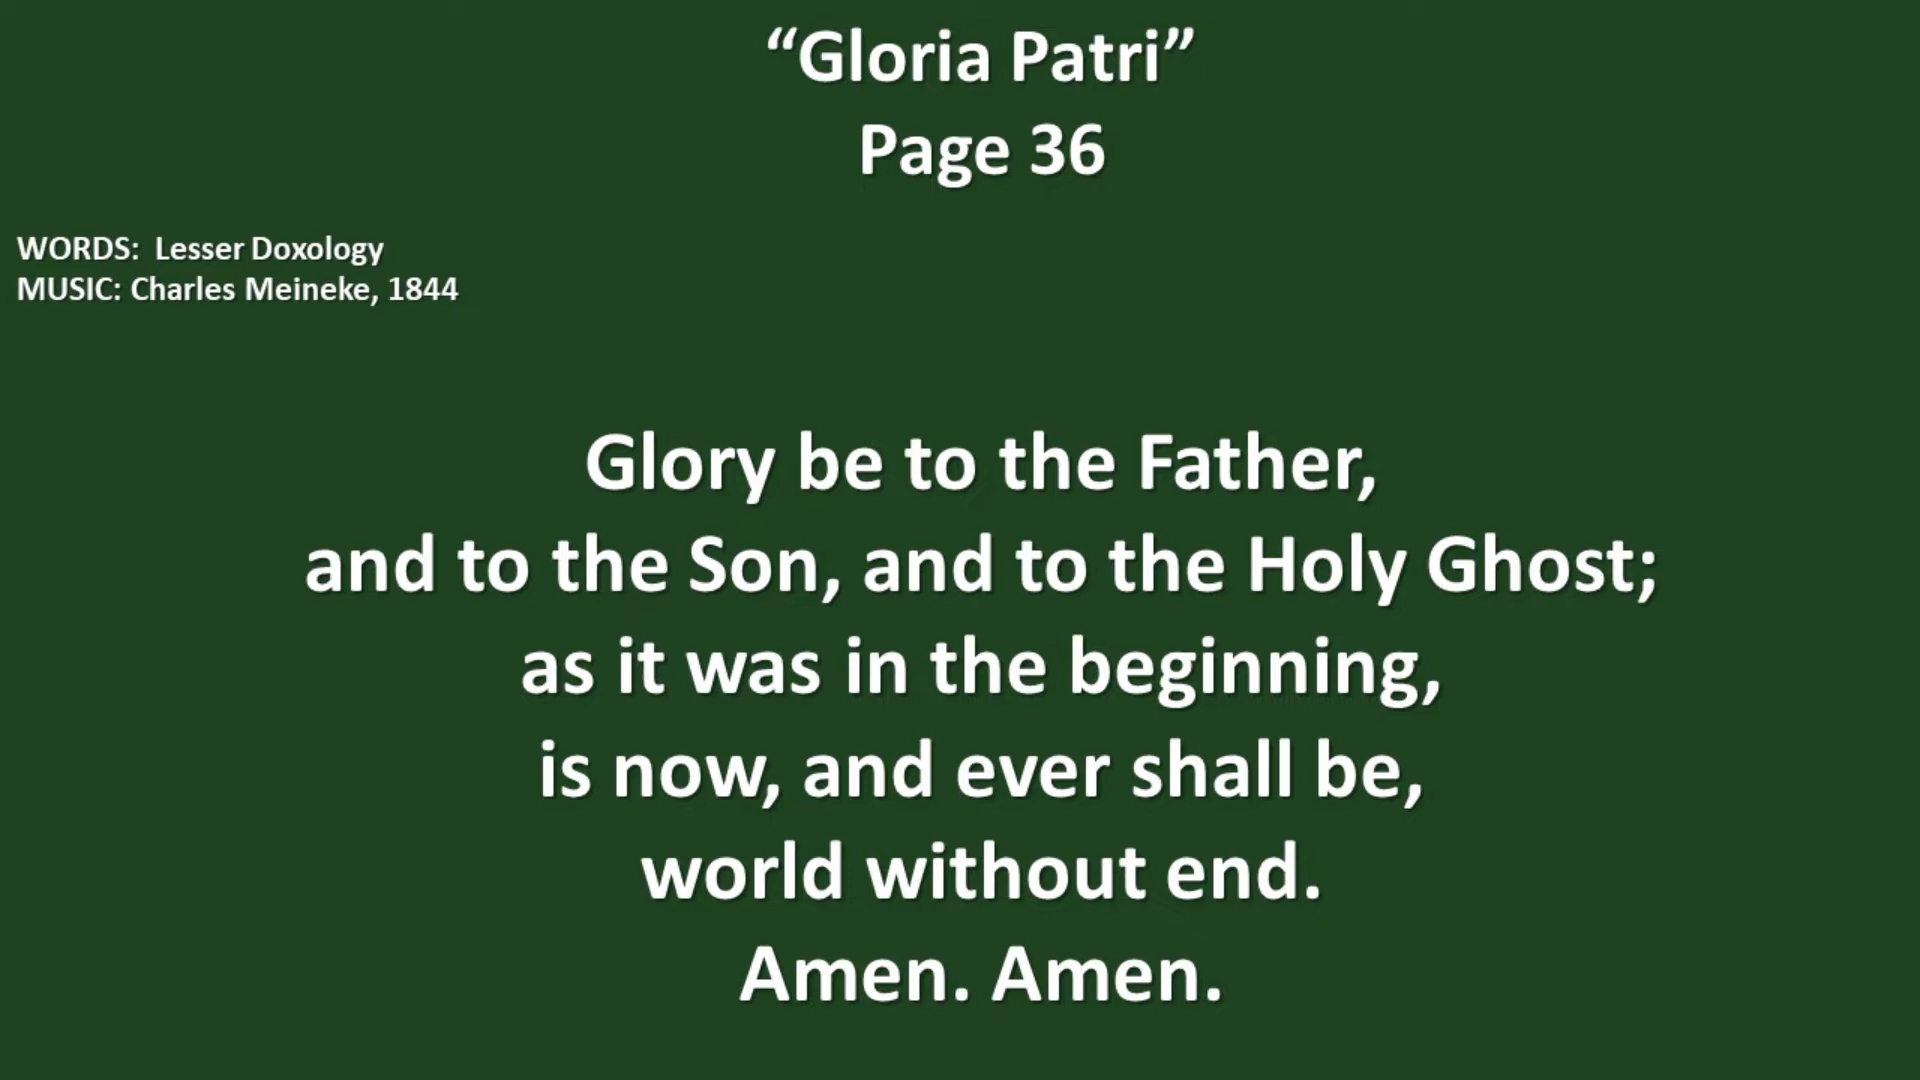 “Gloria Patri”
Page 36
WORDS: Lesser Doxology
MUSIC: Charles Meineke, 1844
Glory be to the Father,
and to the Son, and to the Holy Ghost;
as it was in the beginning,
is now, and ever shall be,
world without end.
Amen. Amen.